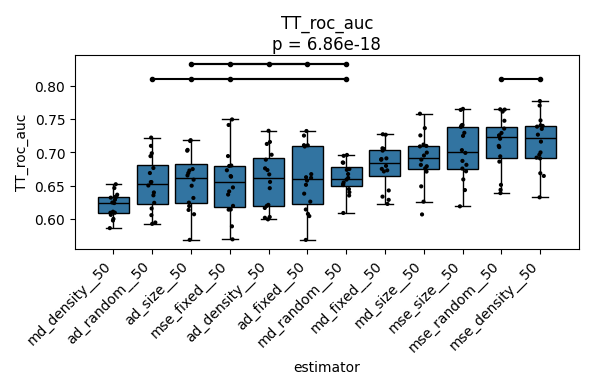 TT_roc_auc
p = 6.86e-18
TT_roc_auc
0.80
0.75
0.70
0.65
0.60
md_density__50
ad_random__50
ad_size__50
mse_fixed__50
ad_density__50
ad_fixed__50
md_random__50
md_fixed__50
md_size__50
mse_size__50
mse_random__50
mse_density__50
estimator